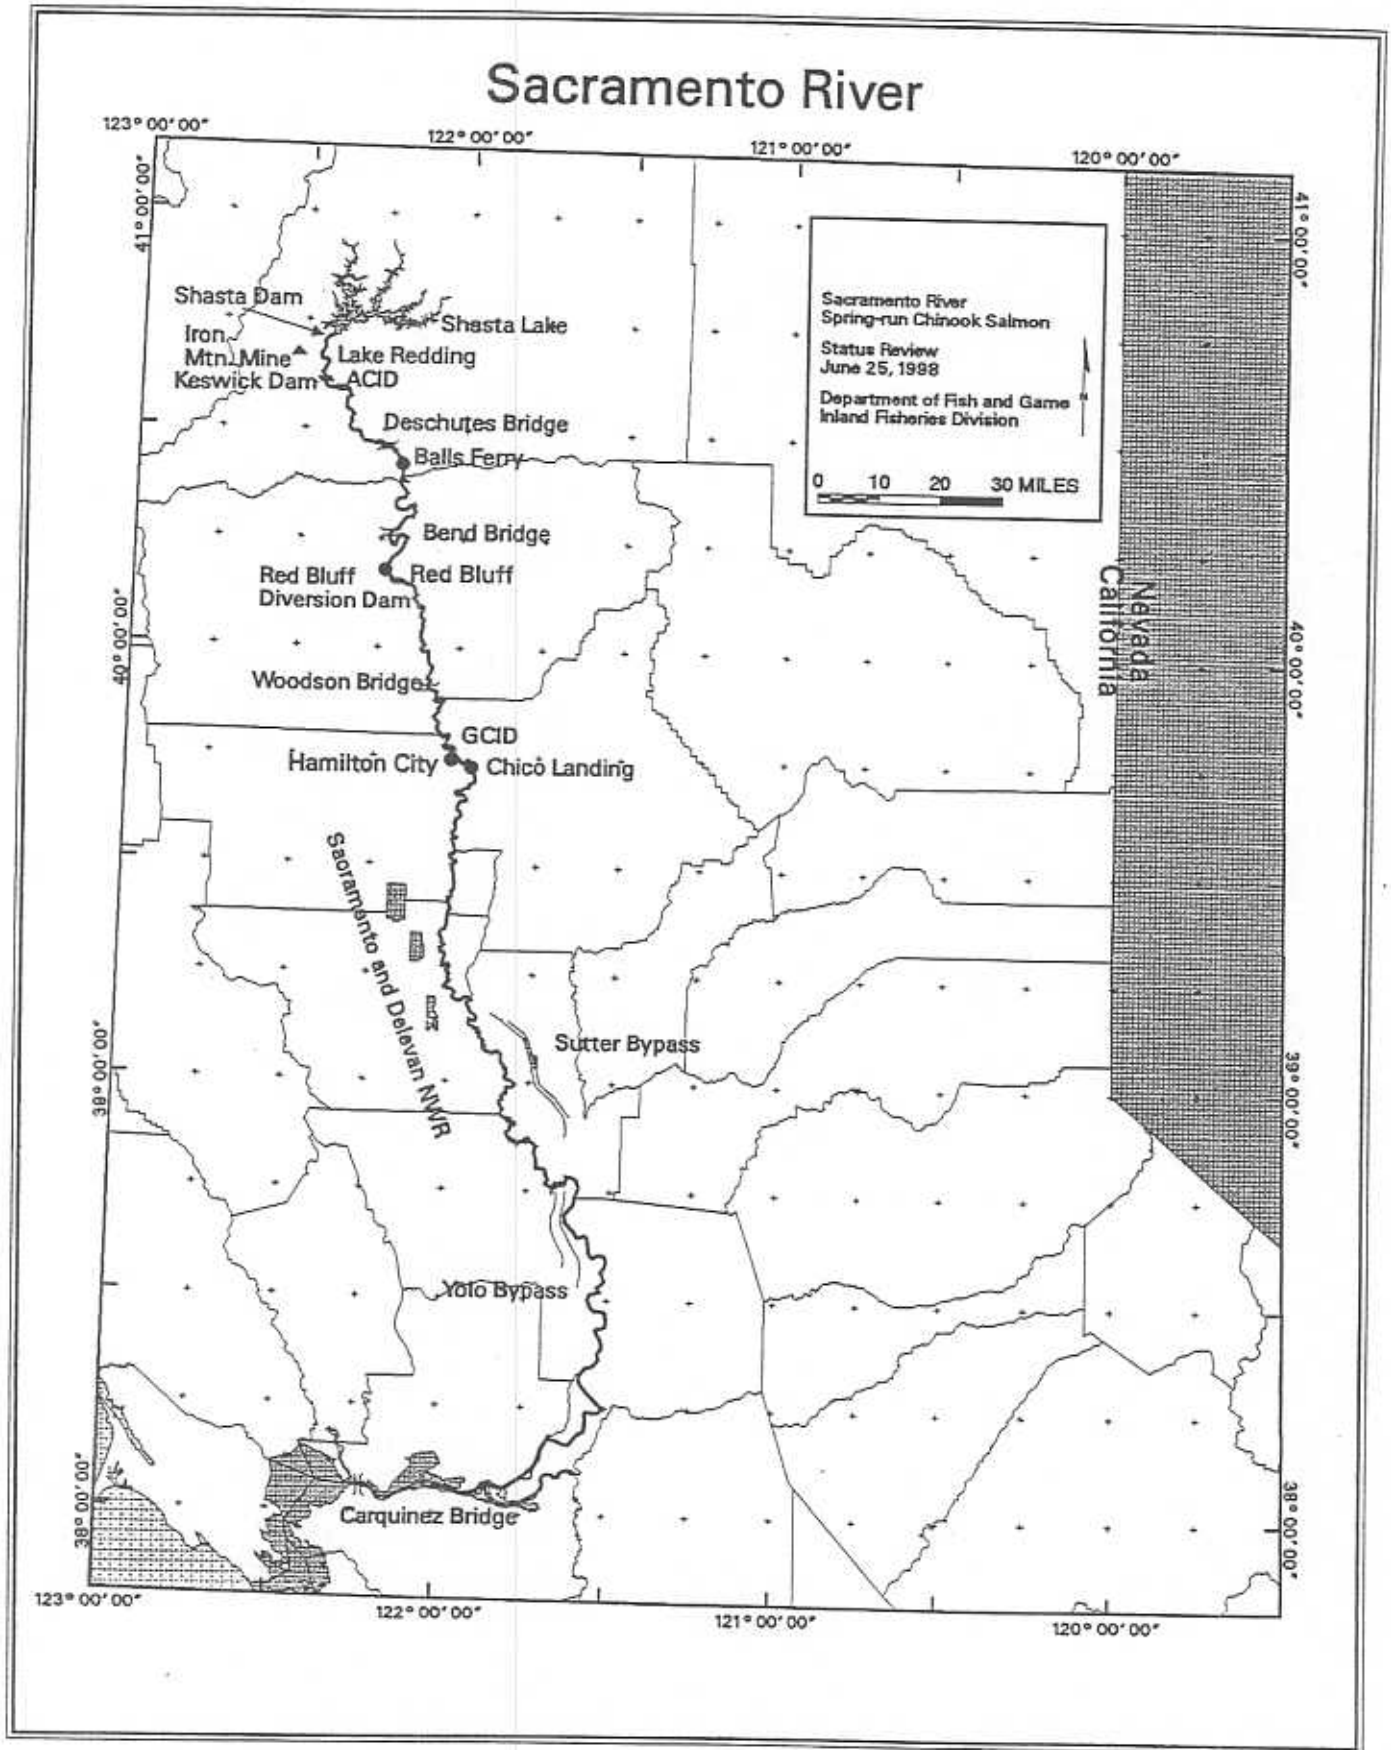 Sacramento River
123° 00′ 00″
122° 00′ 00″
121° 00′ 00″
120° 00′ 00″
41° 00′ 00″
41° 00′ 00″
Shasta Dam
Shasta Lake
Iron
Mtn. Mine
Lake Redding
Keswick Dam
ACID
Deschutes Bridge
Balls Ferry
Bend Bridge
Red Bluff
Diversion Dam
Red Bluff
Sacramento River
Spring-run Chinook Salmon
Status Review
June 25, 1998
Department of Fish and Game
Inland Fisheries Division
N
0 10 20 30 MILES
Nevada
California
40° 00′ 00″
40° 00′ 00″
Woodson Bridge
GCID
Hamilton City
Chico Landing
Sacramento and Delevan NWR
Sutter Bypass
39° 00′ 00″
39° 00′ 00″
Yolo Bypass
Carquinez Bridge
38° 00′ 00″
38° 00′ 00″
123° 00′ 00″
122° 00′ 00″
121° 00′ 00″
120° 00′ 00″